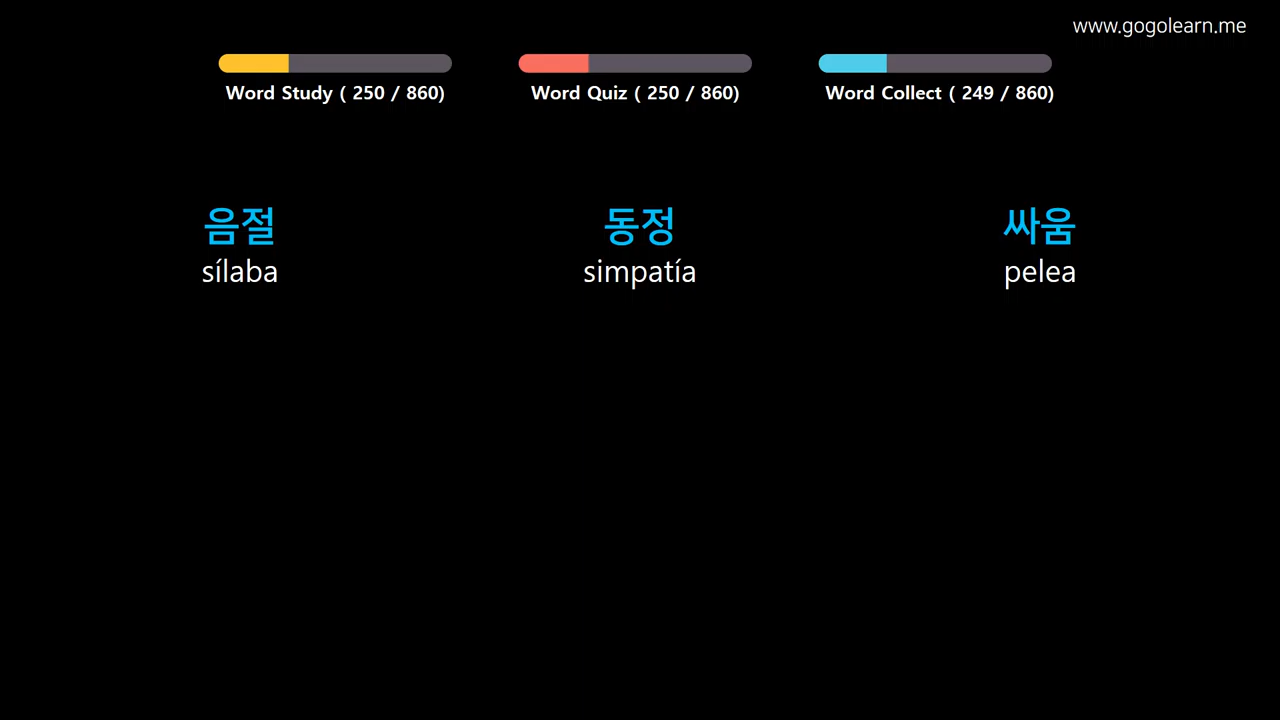 www.gogolearn.me
Word Study ( 250 / 860)
Word Quiz ( 250 / 860)
Word Collect ( 249 / 860)
음절
sílaba
동정
simpatía
싸움
pelea